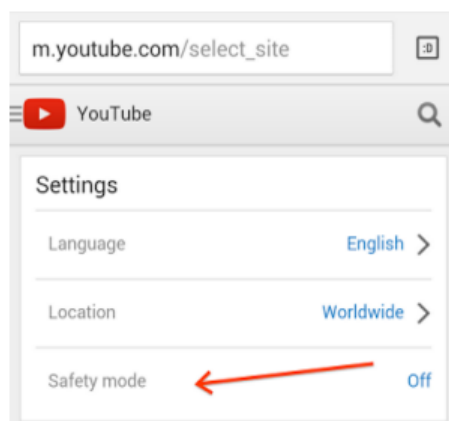 m.youtube.com/select_site :D
YouTube
Settings
Language English
Location Worldwide
Safety mode Off